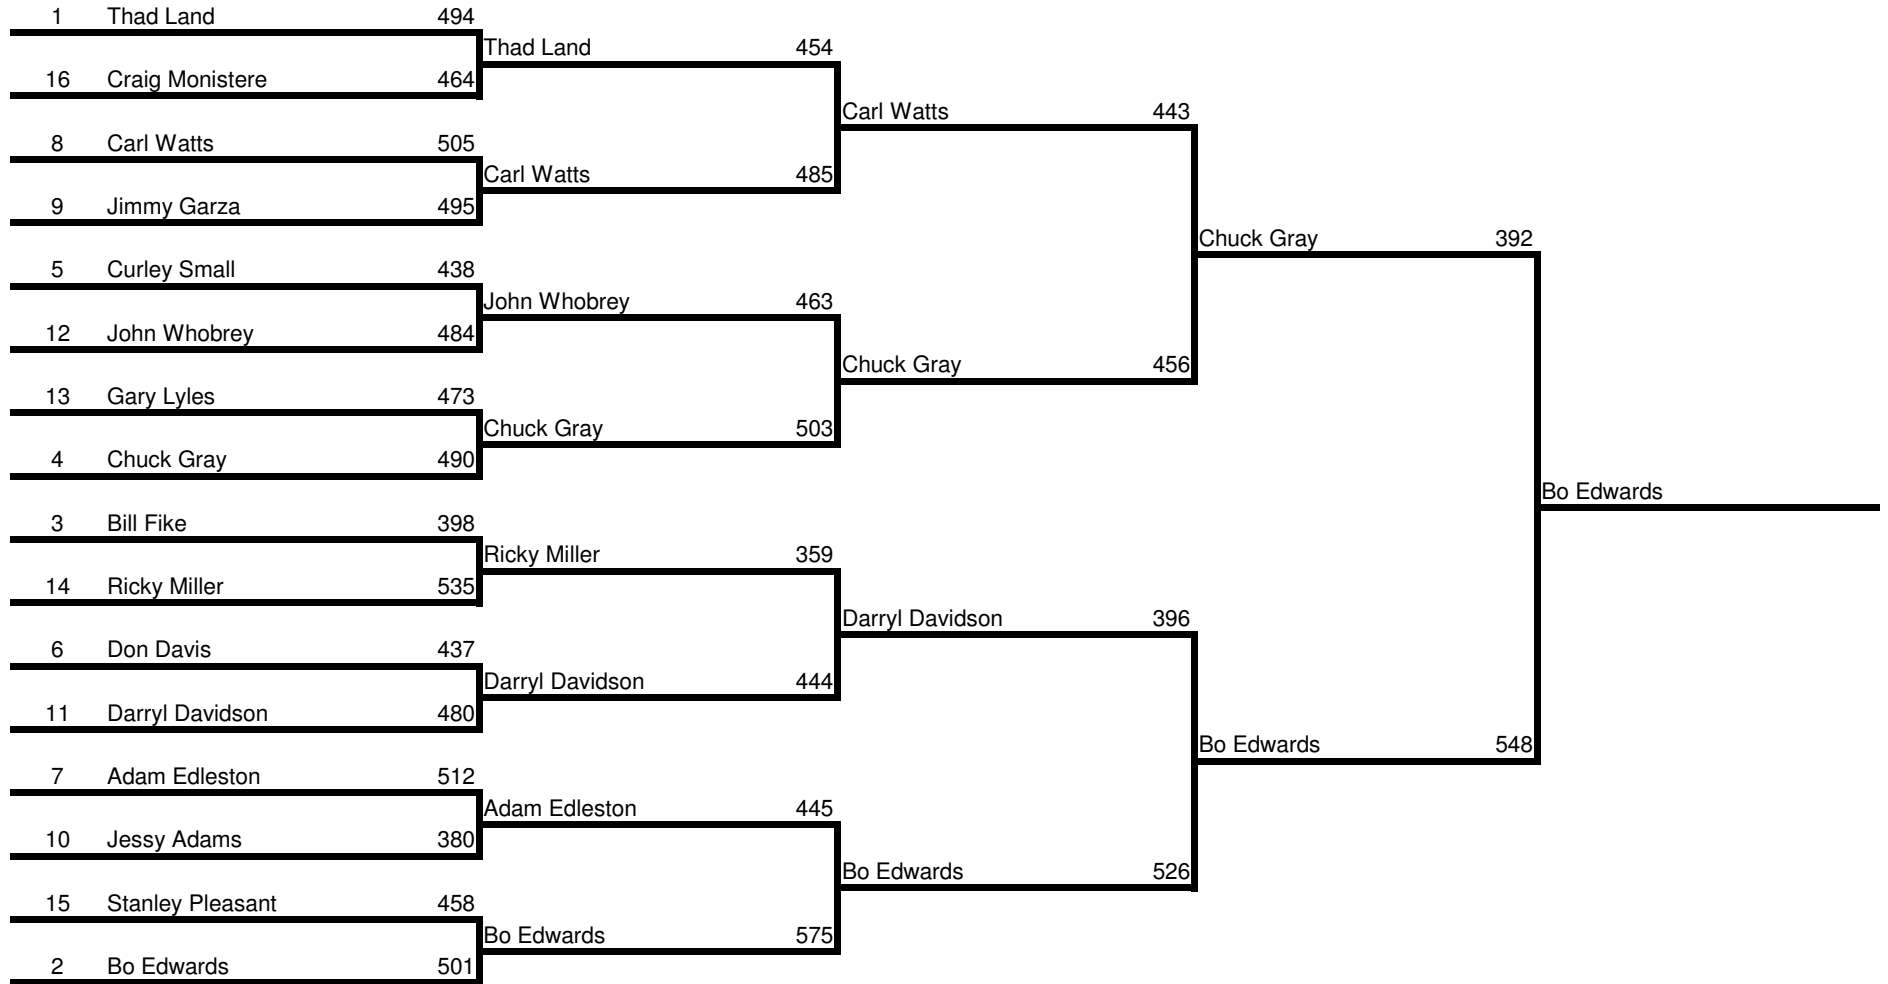 1 Thad Land 494
Thad Land 454
16 Craig Monistere 464
Carl Watts 443
8 Carl Watts 505
Carl Watts 485
9 Jimmy Garza 495
Chuck Gray 392
5 Curley Small 438
John Whobrey 463
12 John Whobrey 484
Chuck Gray 456
13 Gary Lyles 473
Chuck Gray 503
4 Chuck Gray 490
Bo Edwards
3 Bill Fike 398
Ricky Miller 359
14 Ricky Miller 535
Darryl Davidson 396
6 Don Davis 437
Darryl Davidson 444
11 Darryl Davidson 480
Bo Edwards 548
7 Adam Edleston 512
Adam Edleston 445
10 Jessy Adams 380
Bo Edwards 526
15 Stanley Pleasant 458
Bo Edwards 575
2 Bo Edwards 501